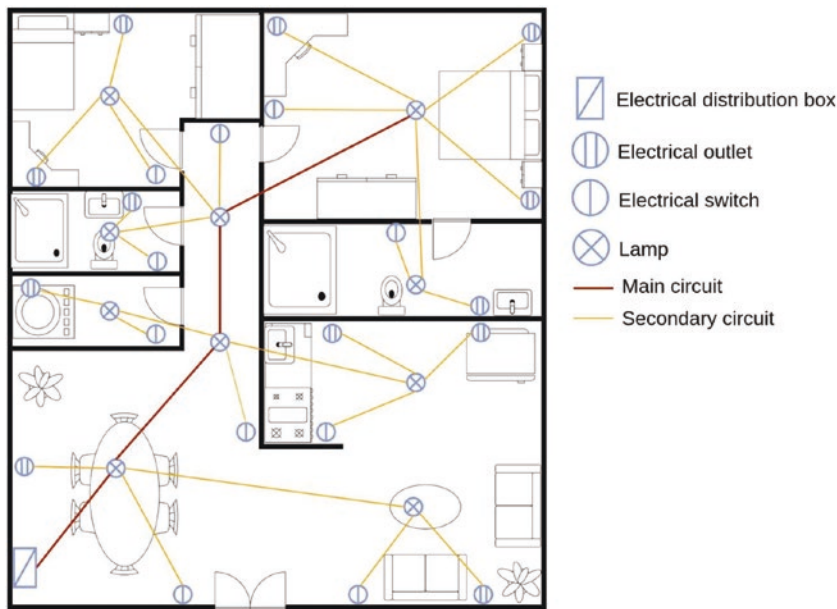 Electrical distribution box
Electrical outlet
Electrical switch
Lamp
Main circuit
Secondary circuit